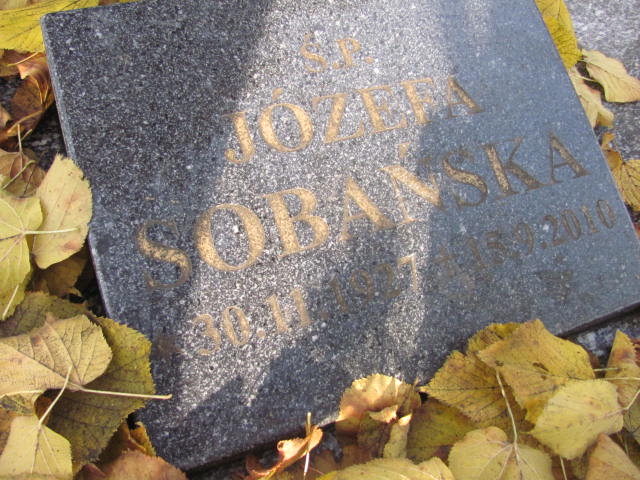 Ś.P.
JÓZEFA
SOBAŃSKA
30.11.1927 † 15.9.2010